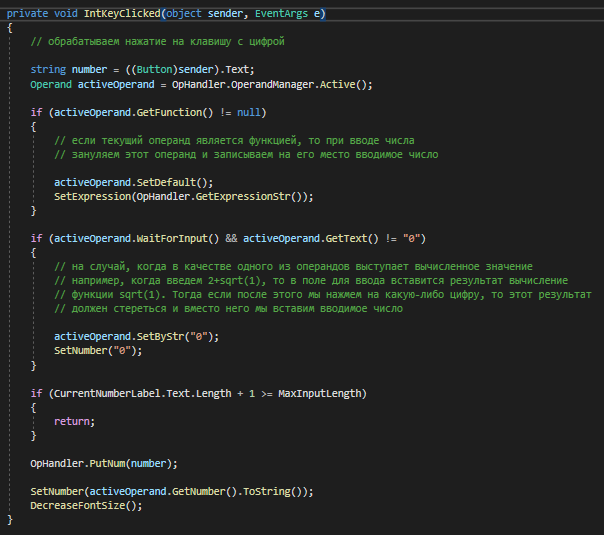 private void IntKeyClicked(object sender, EventArgs e)
{
// обрабатываем нажатие на клавишу с цифрой
string number = ((Button)sender).Text;
Operand activeOperand = OpHandler.OperandManager.Active();
if (activeOperand.GetFunction() != null)
{
// если текущий операнд является функцией, то при вводе числа
// зануляем этот операнд и записываем на его место вводимое число
activeOperand.SetDefault();
SetExpression(OpHandler.GetExpressionStr());
}
if (activeOperand.WaitForInput() && activeOperand.GetText() != "0")
{
// на случай, когда в качестве одного из операндов выступает вычисленное значение
// например, когда введем 2+sqrt(1), то в поле для ввода вставится результат вычисление
// функции sqrt(1). Тогда если после этого мы нажмем на какую-либо цифру, то этот результат
// должен стереться и вместо него мы вставим вводимое число
activeOperand.SetByStr("0");
SetNumber("0");
}
if (CurrentNumberLabel.Text.Length + 1 >= MaxInputLength)
{
return;
}
OpHandler.PutNum(number);
SetNumber(activeOperand.GetNumber().ToString());
DecreaseFontSize();
}